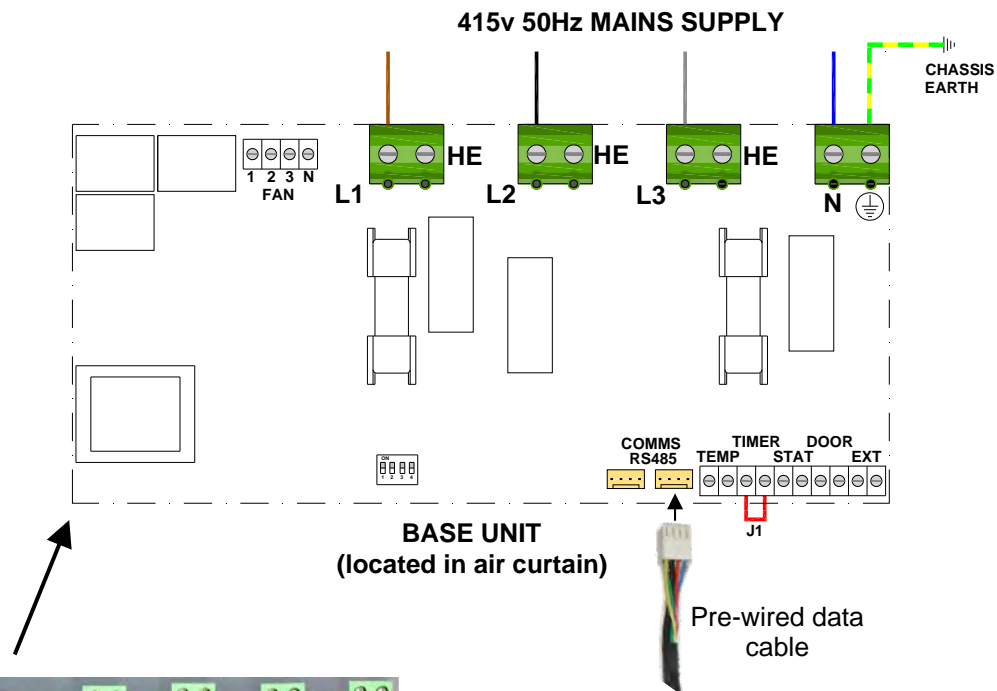 415v 50Hz MAINS SUPPLY
CHASSIS
EARTH
1 2 3 N
FAN
L1
HE
L2
HE
L3
HE
N
ON
1 2 3 4
COMMS
RS485
TEMP
TIMER
STAT
DOOR
EXT
J1
BASE UNIT
(located in air curtain)
Pre-wired data
cable